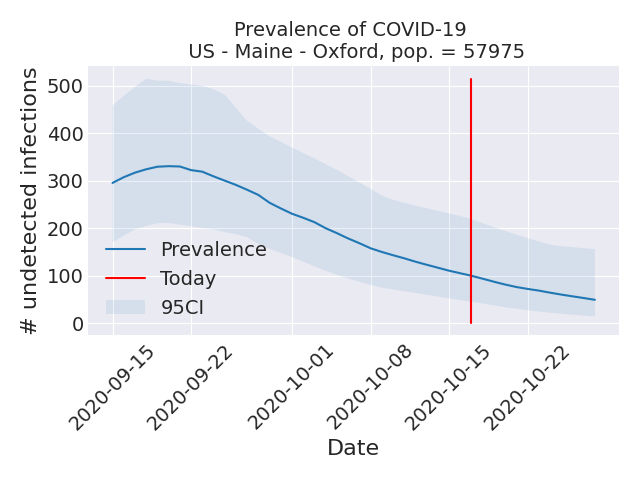 Prevalence of COVID-19
US - Maine - Oxford, pop. = 57975
# undetected infections
500
400
300
200
100
0
Prevalence
Today
95CI
2020-09-15
2020-09-22
2020-10-01
2020-10-08
2020-10-15
2020-10-22
Date